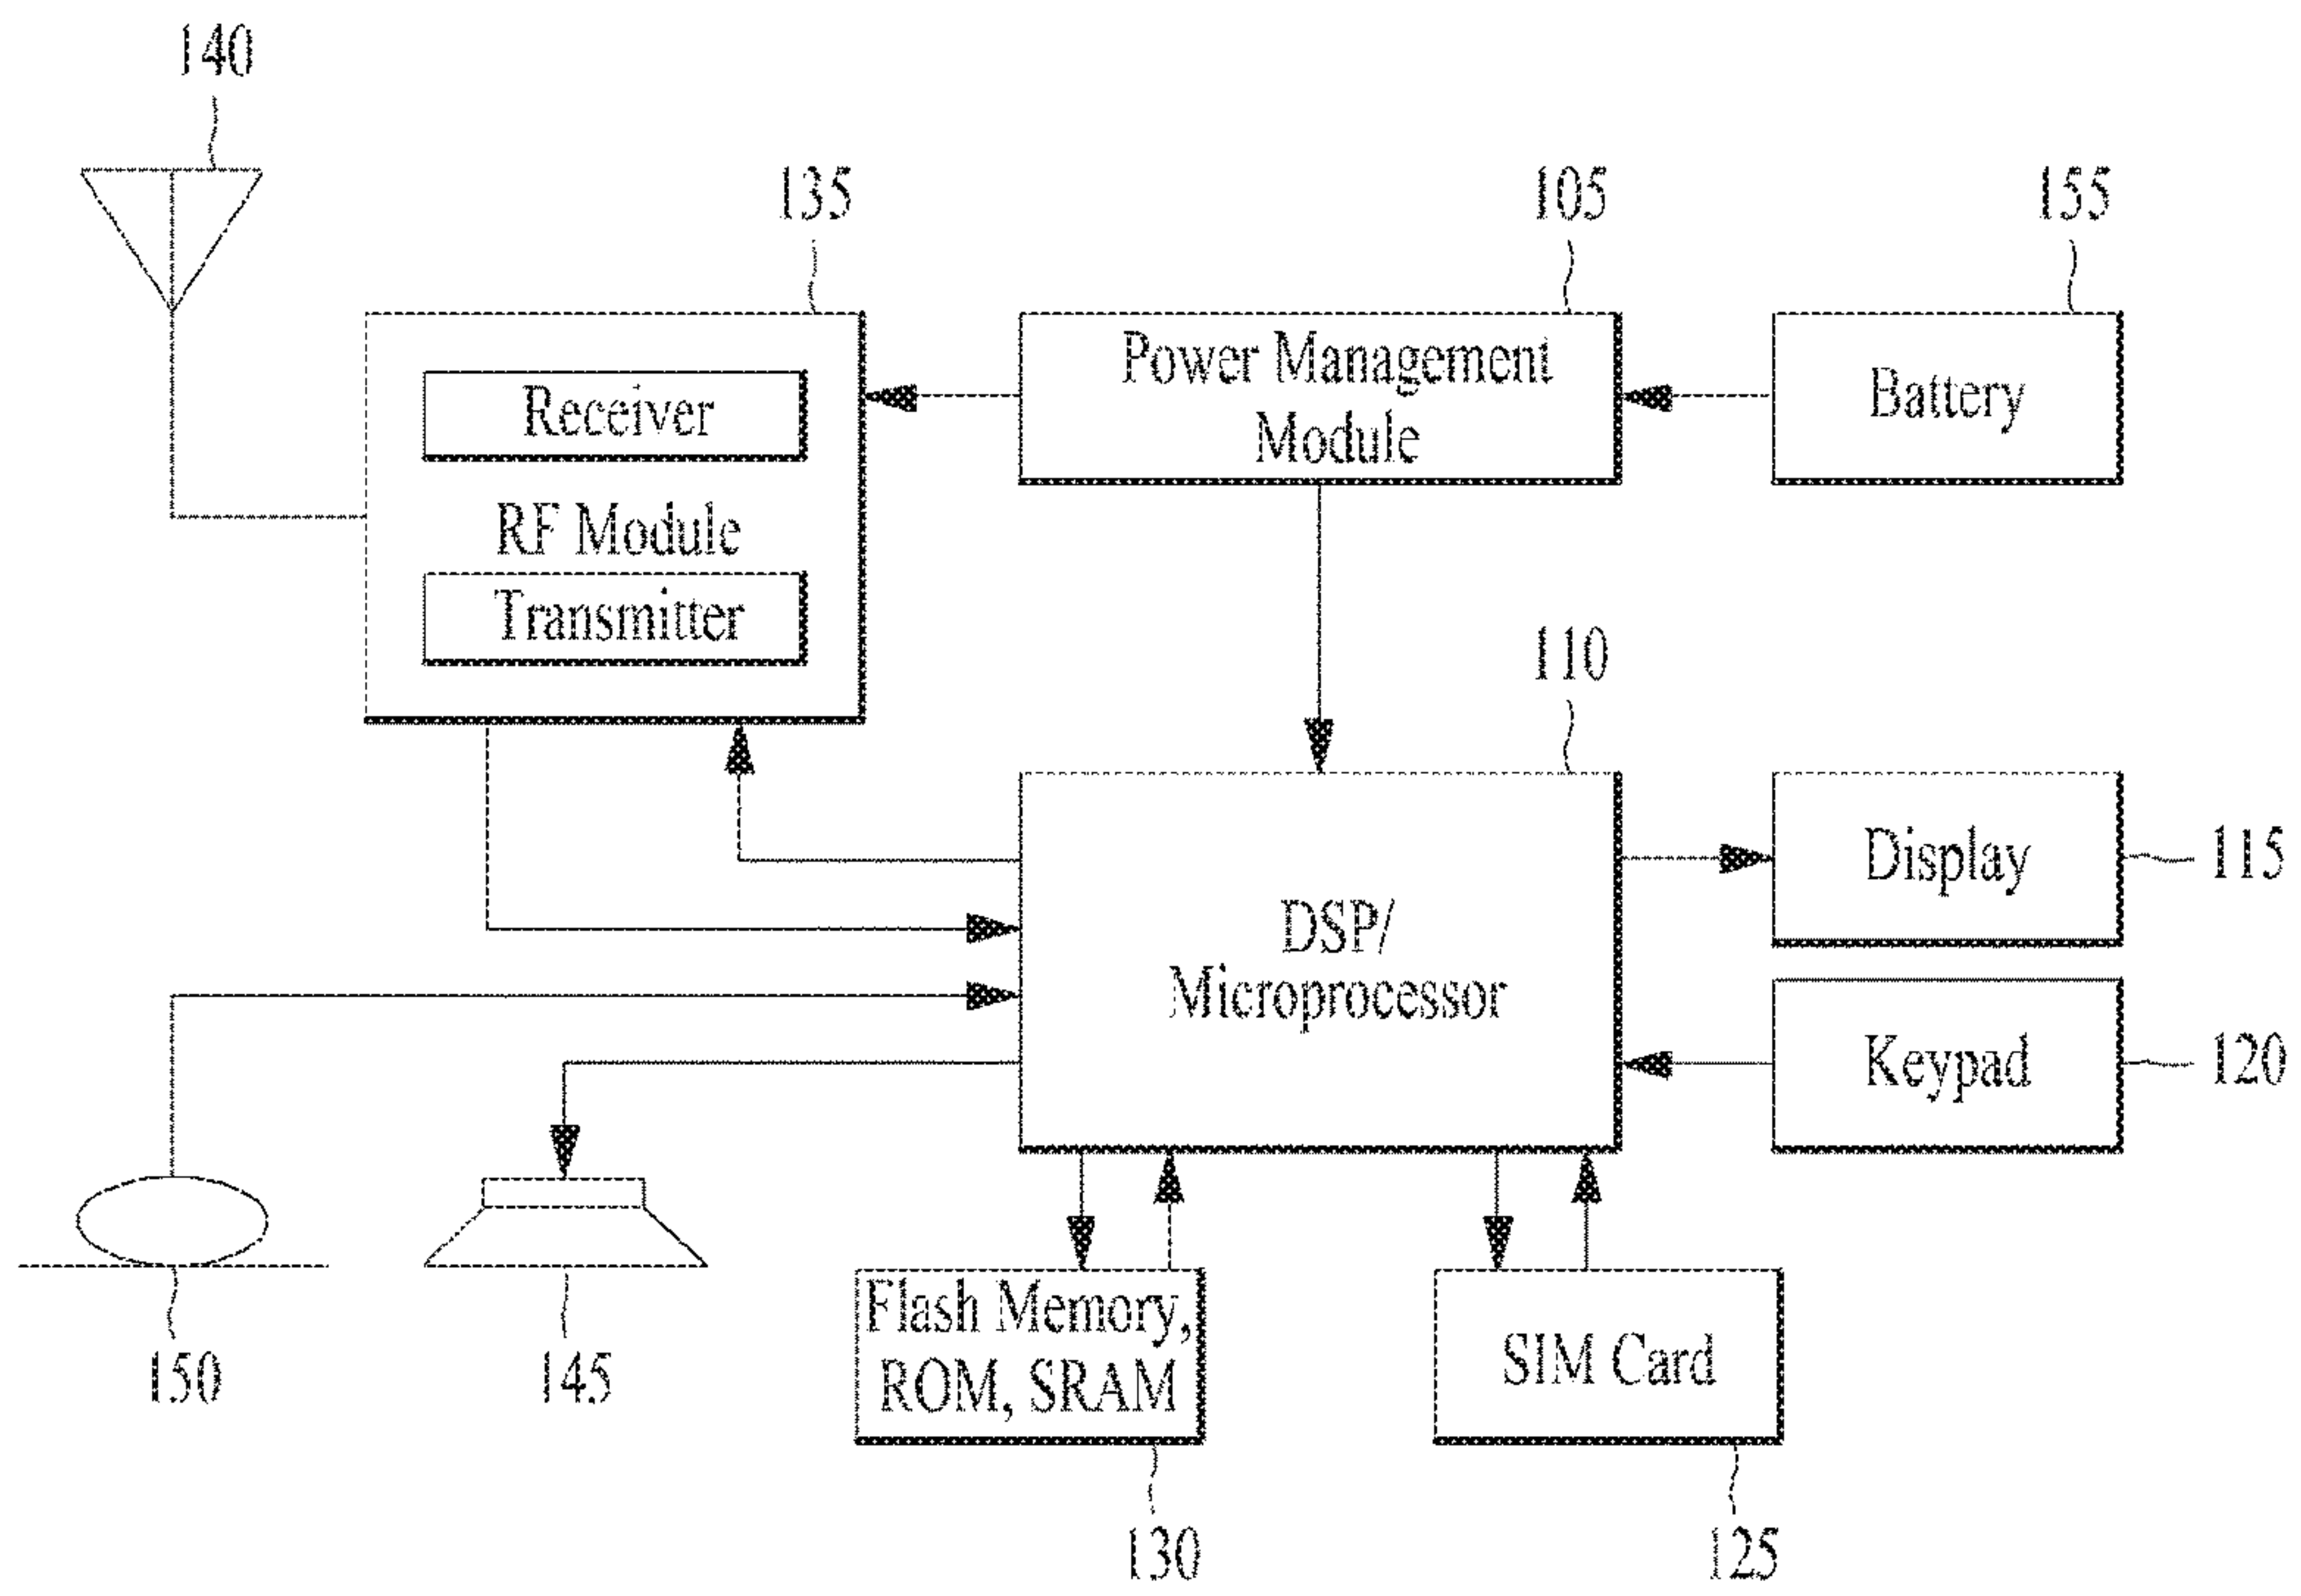 140
135
105
155
Receiver
RF Module
Transmitter
Power Management
Module
Battery
110
DSP/
Microprocessor
Display
115
Keypad
120
150
145
Flash Memory,
ROM, SRAM
SIM Card
130
125